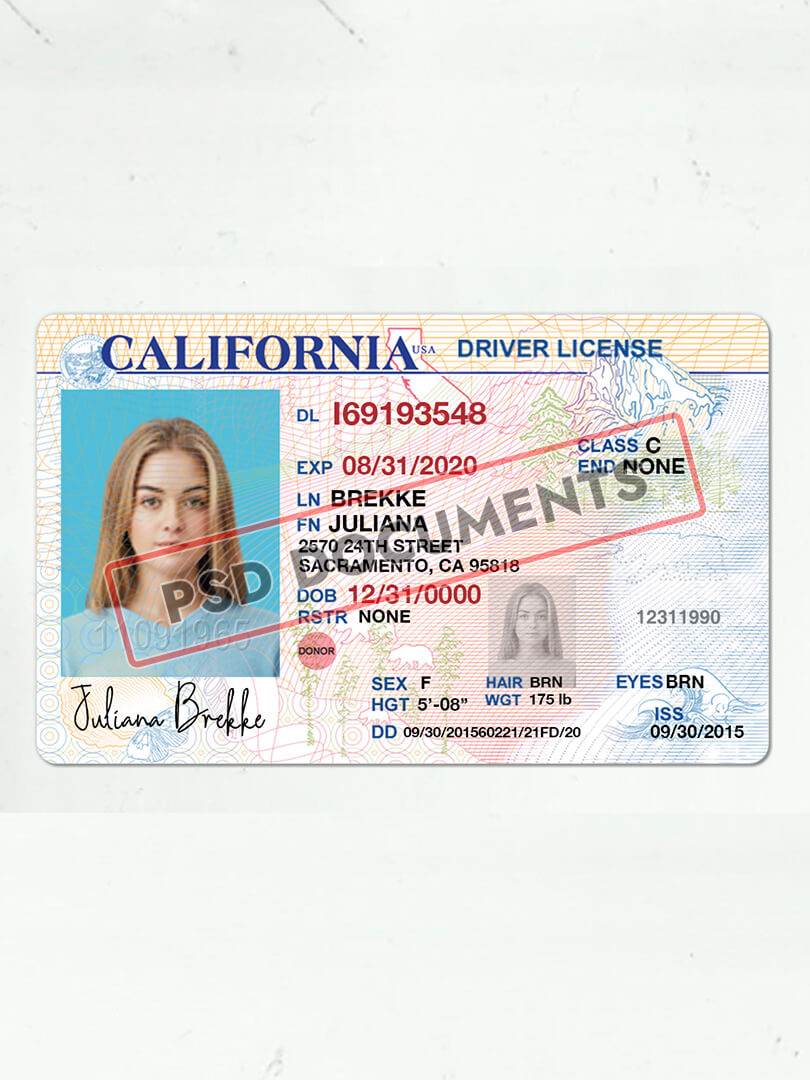 CALIFORNIA USA DRIVER LICENSE
DL I69193548
EXP 08/31/2020 CLASS C
END NONE
LN BREKKE
FN JULIANA
2570 24TH STREET
SACRAMENTO, CA 95818
PSD DOCUMENTS
DOB 12/31/0000
RSTR NONE 12311990
11091965
DONOR
SEX F HAIR BRN EYES BRN
HGT 5'-08" WGT 175 lb
Juliana Brekke
ISS
DD 09/30/201560221/21FD/20 09/30/2015